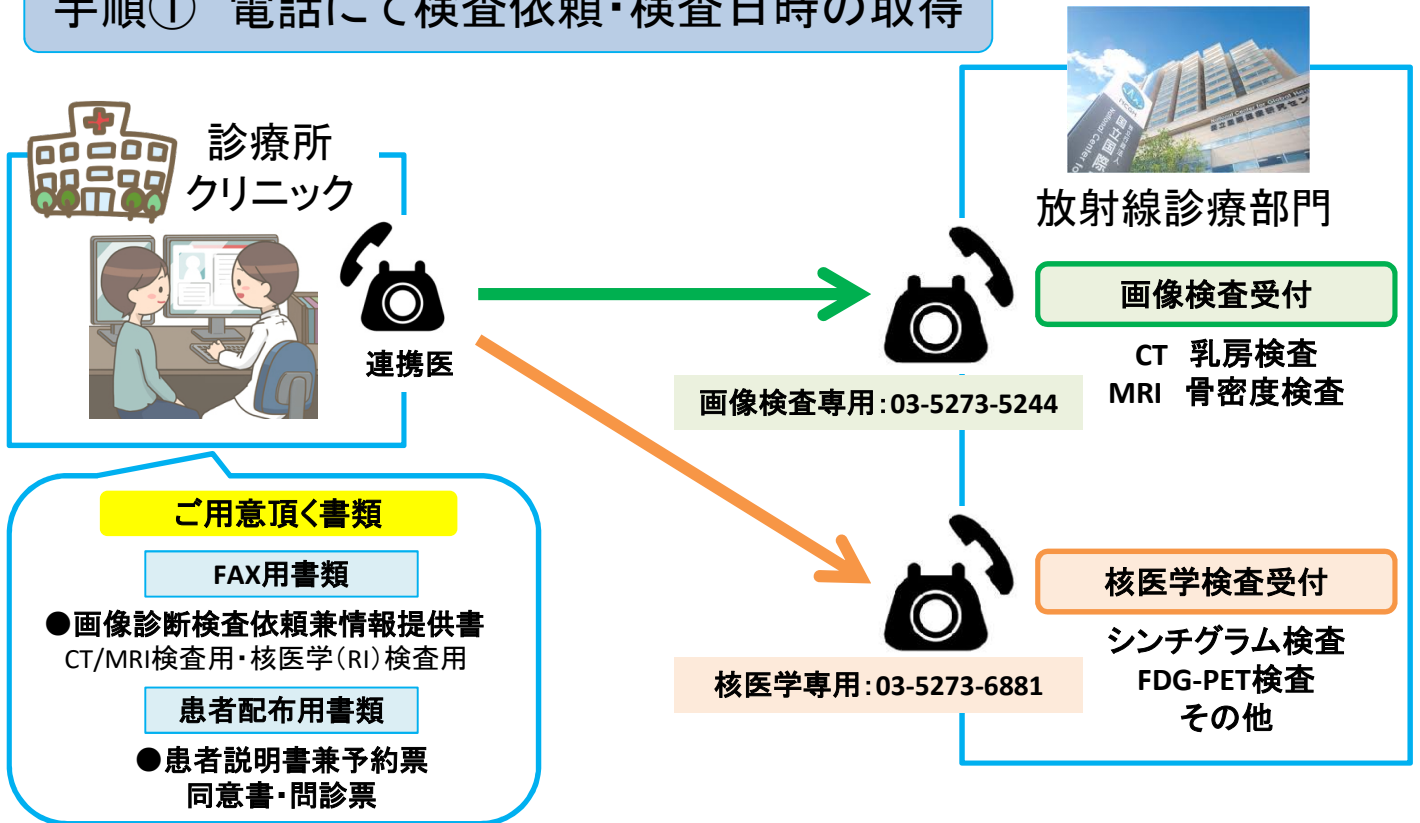 手順① 電話にて検査依頼・検査日時の取得
診療所
クリニック
連携医
ご用意頂く書類
FAX用書類
●画像診断検査依頼兼情報提供書
CT/MRI検査用・核医学(RI)検査用
患者配布用書類
●患者説明書兼予約票
同意書・問診票
画像検査専用:03-5273-5244
核医学専用:03-5273-6881
NCGM
National Center for Global Hea
放射線診療部門
画像検査受付
CT 乳房検査
MRI 骨密度検査
核医学検査受付
シンチグラム検査
FDG-PET検査
その他